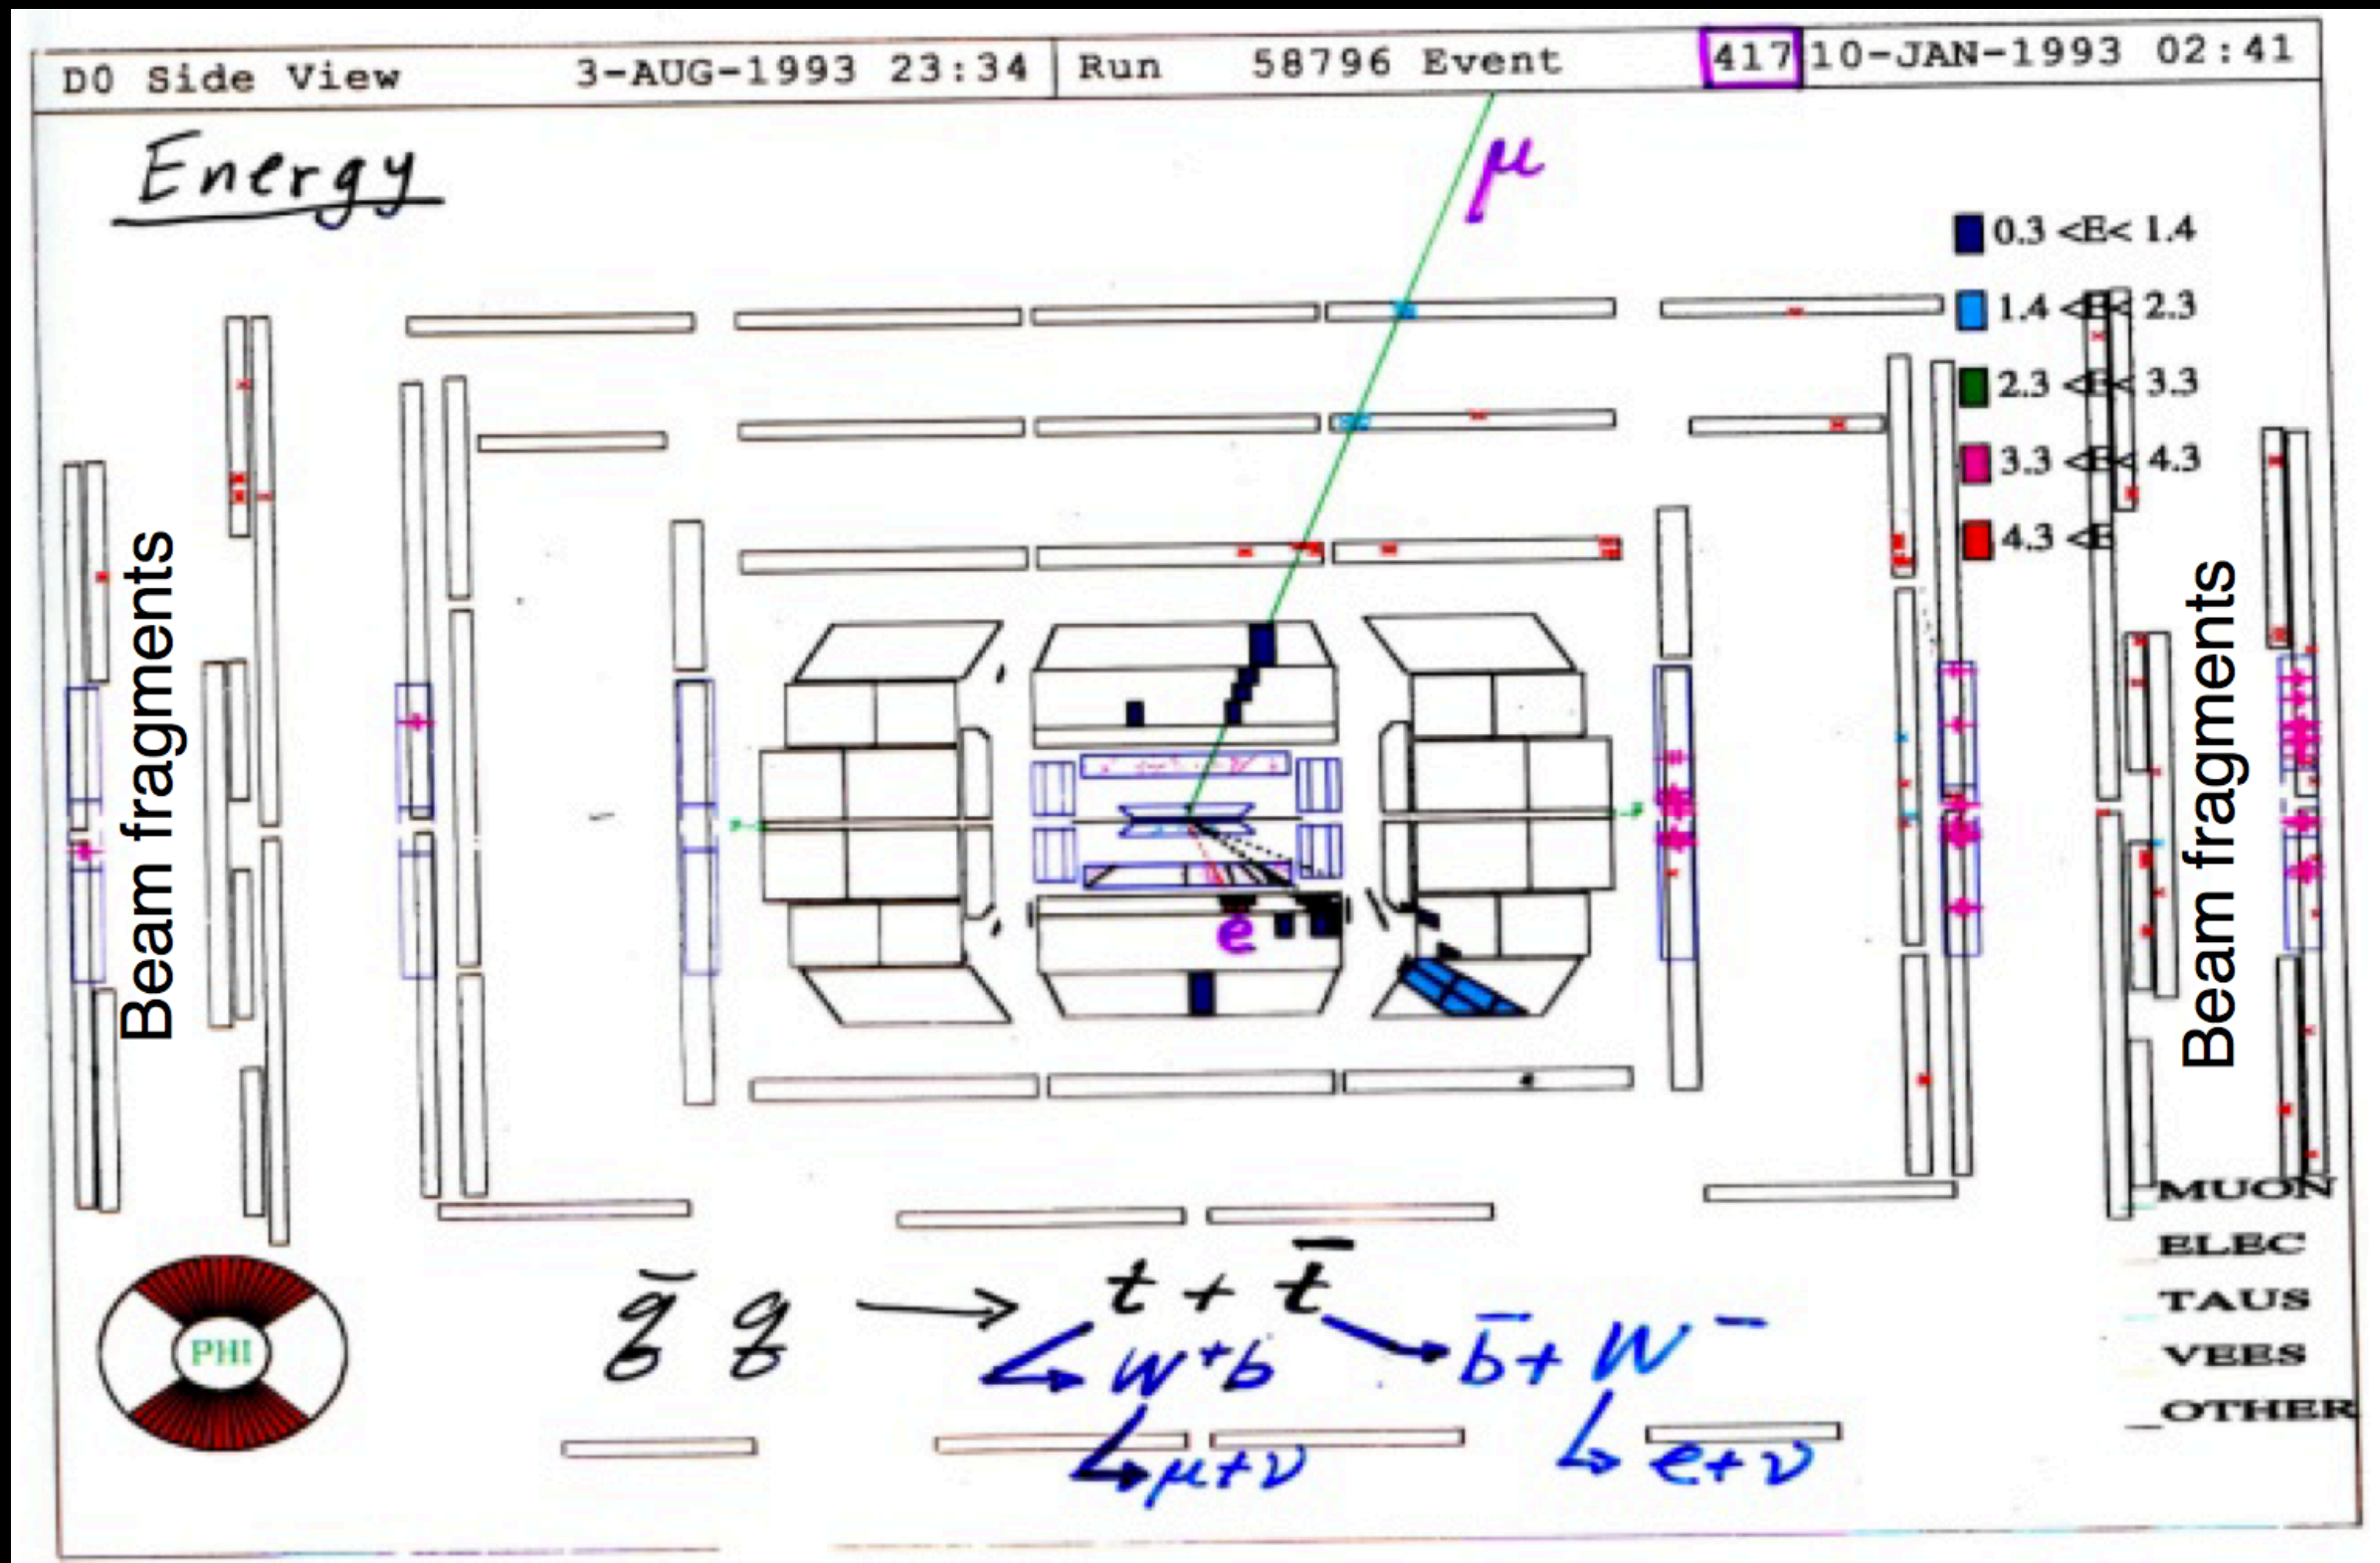 D0 Side View 3-AUG-1993 23:34 Run 58796 Event 417 10-JAN-1993 02:41
Energy
μ
0.3 <E< 1.4
1.4 <E< 2.3
2.3 <E< 3.3
3.3 <E< 4.3
4.3 <E
Beam fragments
Beam fragments
e
MUON
ELEC
TAUS
VEES
_OTHER
PHI
q̄ q → t + t̄
W⁺b
b̄ + W⁻
μ+ν
e+ν